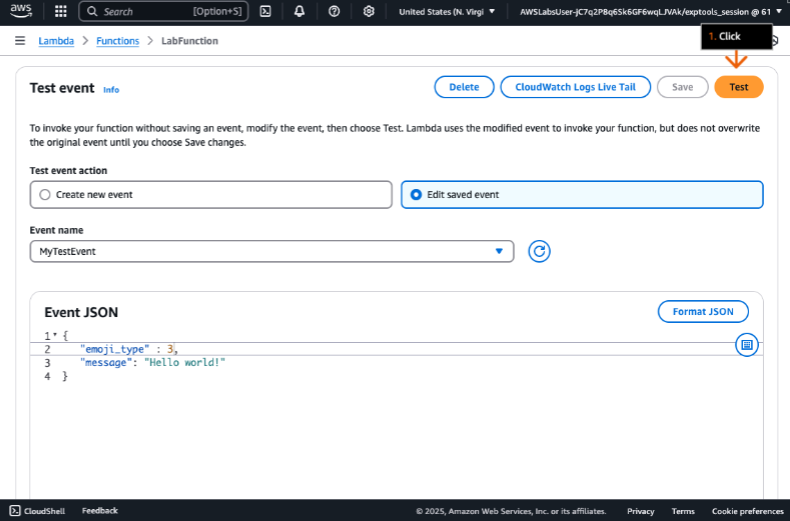 aws Search [Option+S] United States (N. Virgi AWSLabsUser-jC7q2P8q6Sk6GF6wqLJVAk/exptools_session @ 61
1. Click
Lambda > Functions > LabFunction
Test event Info Delete CloudWatch Logs Live Tail Save Test
To invoke your function without saving an event, modify the event, then choose Test. Lambda uses the modified event to invoke your function, but does not overwrite
the original event until you choose Save changes.
Test event action
Create new event Edit saved event
Event name
MyTestEvent
Event JSON Format JSON
1 {
2 "emoji_type" : 3,
3 "message": "Hello world!"
4 }
CloudShell Feedback © 2025, Amazon Web Services, Inc. or its affiliates. Privacy Terms Cookie preferences